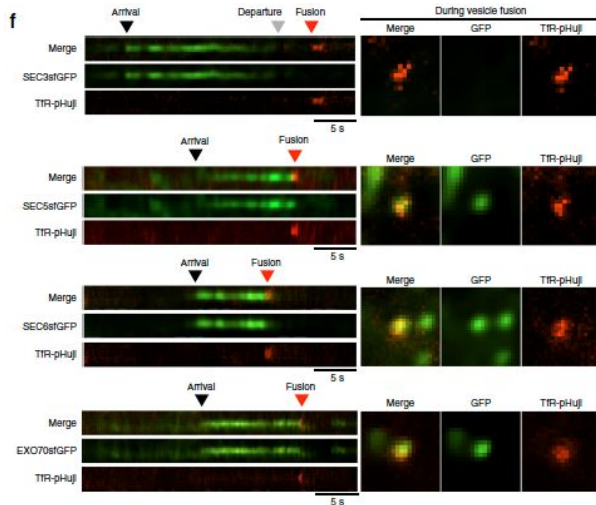 f
Arrival Departure Fusion
During vesicle fusion
Merge GFP TfR-pHuji
Merge
SEC3sfGFP
TfR-pHuji
5 s
Arrival Fusion
Merge GFP TfR-pHuji
Merge
SEC5sfGFP
TfR-pHuji
5 s
Arrival Fusion
Merge GFP TfR-pHuji
Merge
SEC6sfGFP
TfR-pHuji
5 s
Arrival Fusion
Merge GFP TfR-pHuji
Merge
EXO70sfGFP
TfR-pHuji
5 s